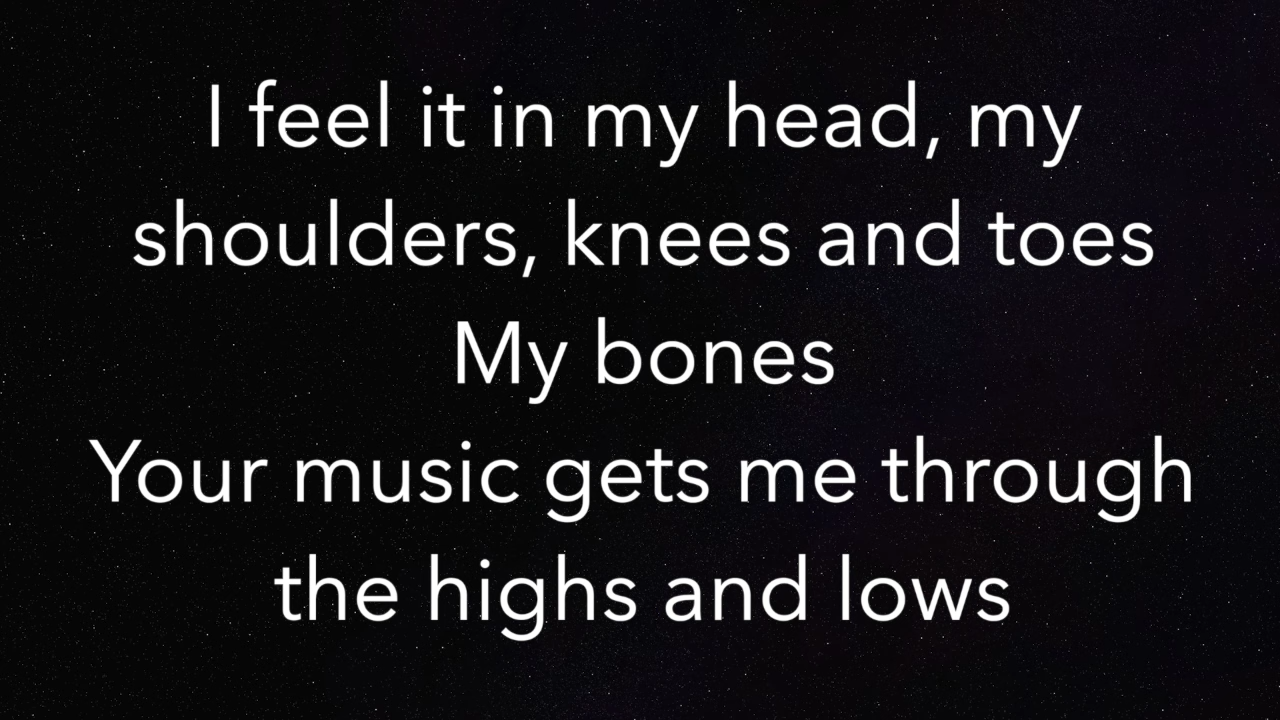 I feel it in my head, my
shoulders, knees and toes
My bones
Your music gets me through
the highs and lows